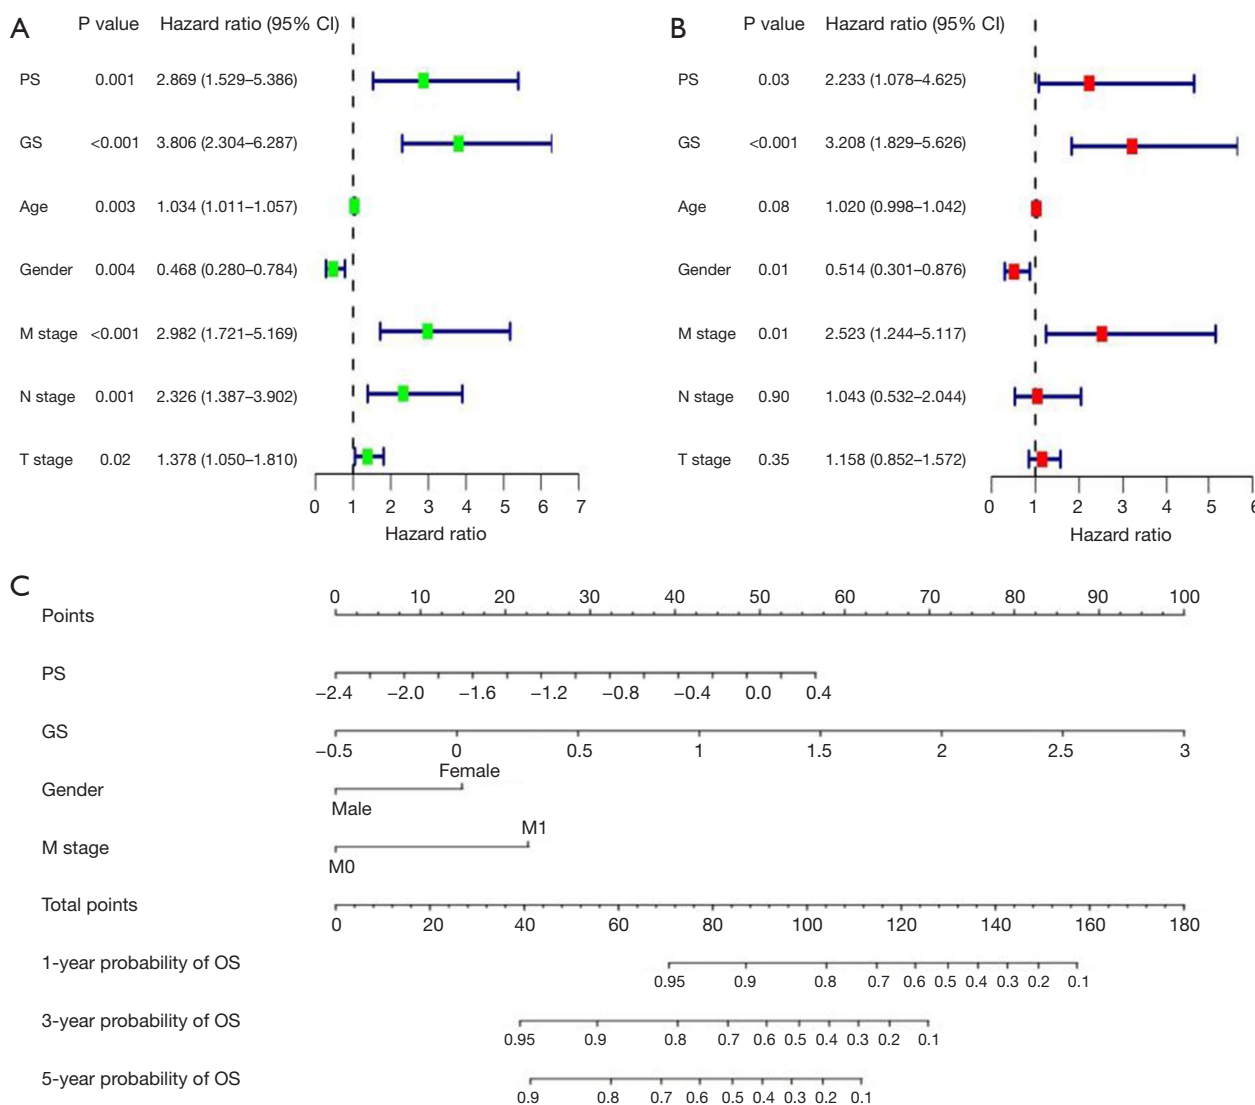 A P value Hazard ratio (95% CI)
PS 0.001 2.869 (1.529–5.386)
GS <0.001 3.806 (2.304–6.287)
Age 0.003 1.034 (1.011–1.057)
Gender 0.004 0.468 (0.280–0.784)
M stage <0.001 2.982 (1.721–5.169)
N stage 0.001 2.326 (1.387–3.902)
T stage 0.02 1.378 (1.050–1.810)
0 1 2 3 4 5 6 7
Hazard ratio
B P value Hazard ratio (95% CI)
PS 0.03 2.233 (1.078–4.625)
GS <0.001 3.208 (1.829–5.626)
Age 0.08 1.020 (0.998–1.042)
Gender 0.01 0.514 (0.301–0.876)
M stage 0.01 2.523 (1.244–5.117)
N stage 0.90 1.043 (0.532–2.044)
T stage 0.35 1.158 (0.852–1.572)
0 1 2 3 4 5 6
Hazard ratio
C
0 10 20 30 40 50 60 70 80 90 100
Points
PS
−2.4 −2.0 −1.6 −1.2 −0.8 −0.4 0.0 0.4
GS
−0.5 0 0.5 1 1.5 2 2.5 3
Female
Gender
Male
M1
M stage
M0
Total points
0 20 40 60 80 100 120 140 160 180
1-year probability of OS
0.95 0.9 0.8 0.7 0.6 0.5 0.4 0.3 0.2 0.1
3-year probability of OS
0.95 0.9 0.8 0.7 0.6 0.5 0.4 0.3 0.2 0.1
5-year probability of OS
0.9 0.8 0.7 0.6 0.5 0.4 0.3 0.2 0.1